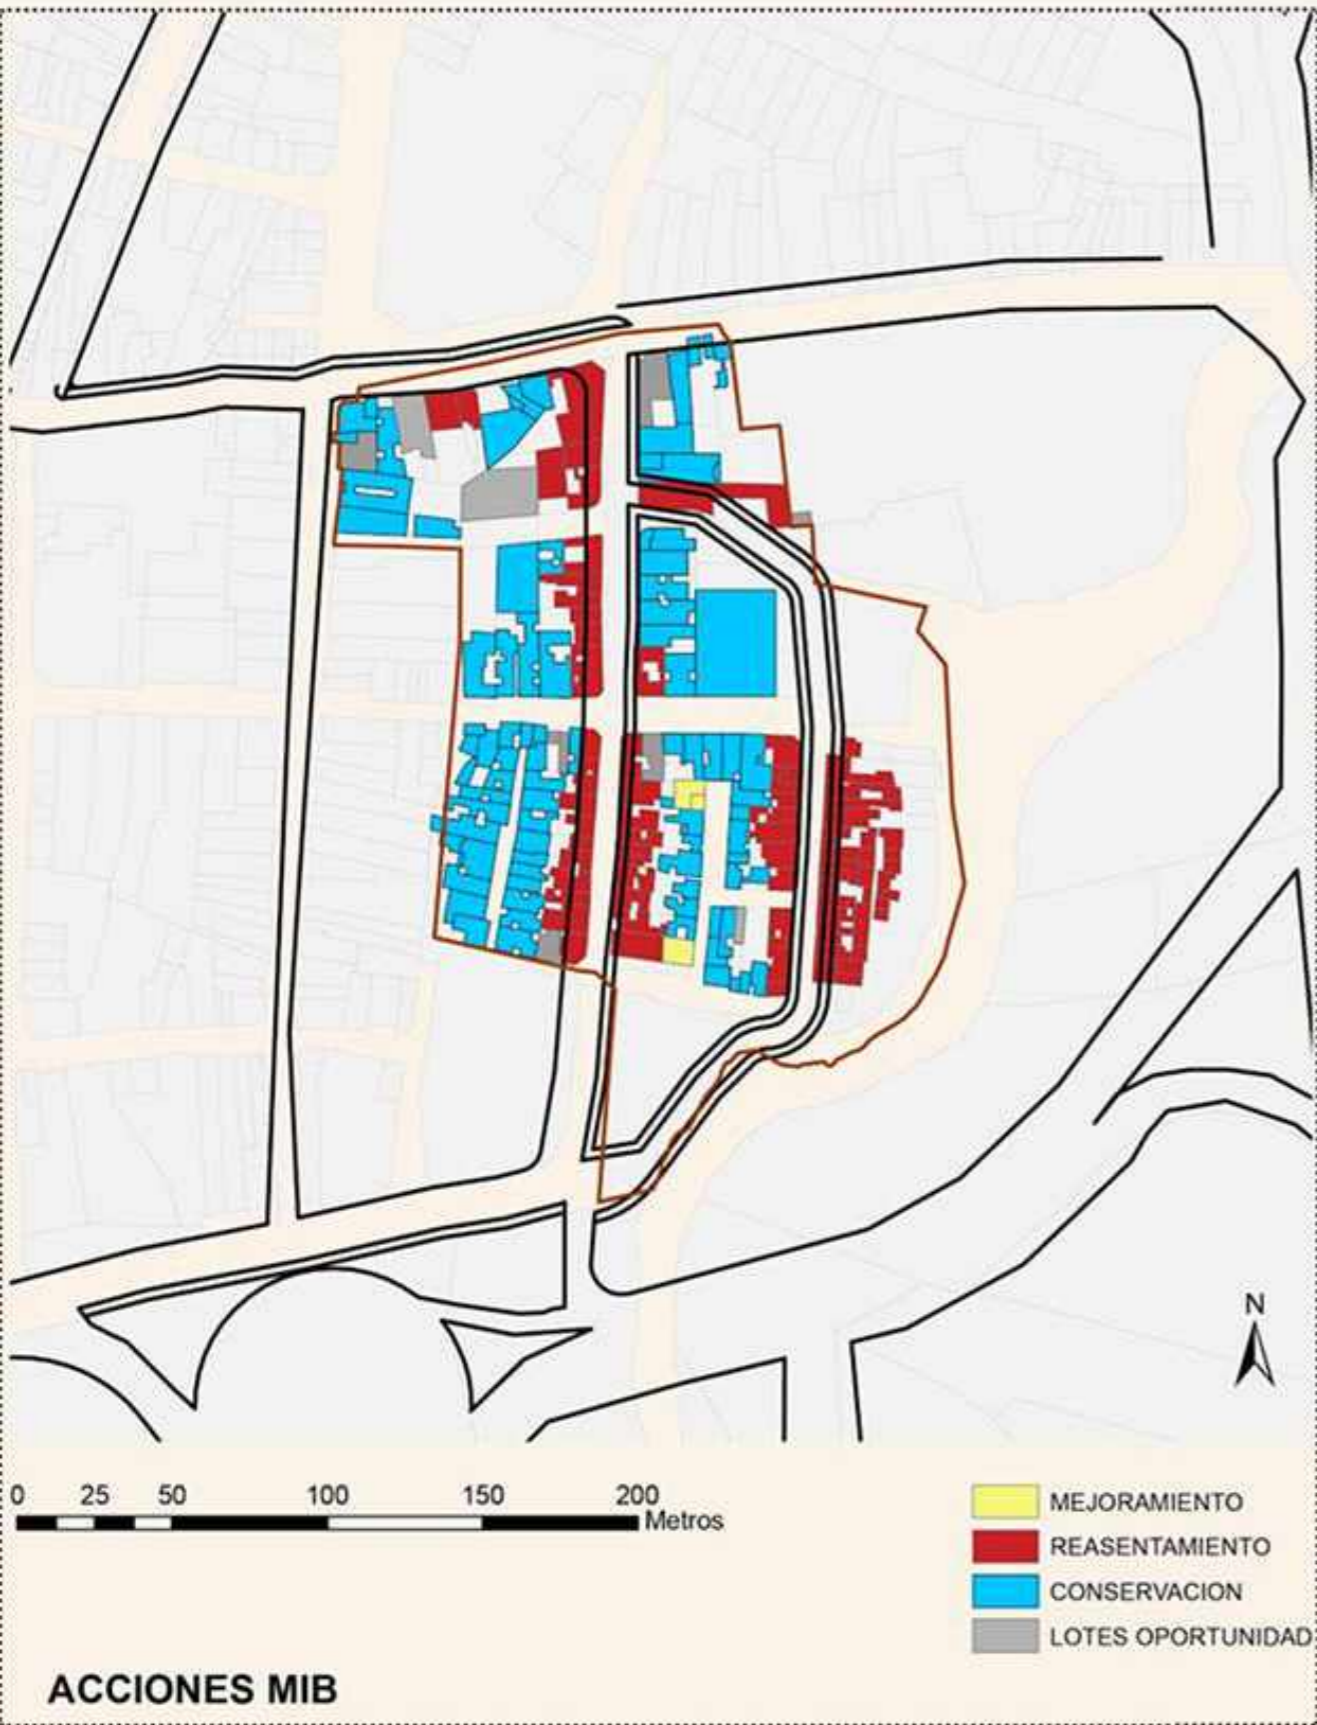 N
0 25 50 100 150 200
Metros
MEJORAMIENTO
REASENTAMIENTO
CONSERVACION
LOTES OPORTUNIDAD
ACCIONES MIB